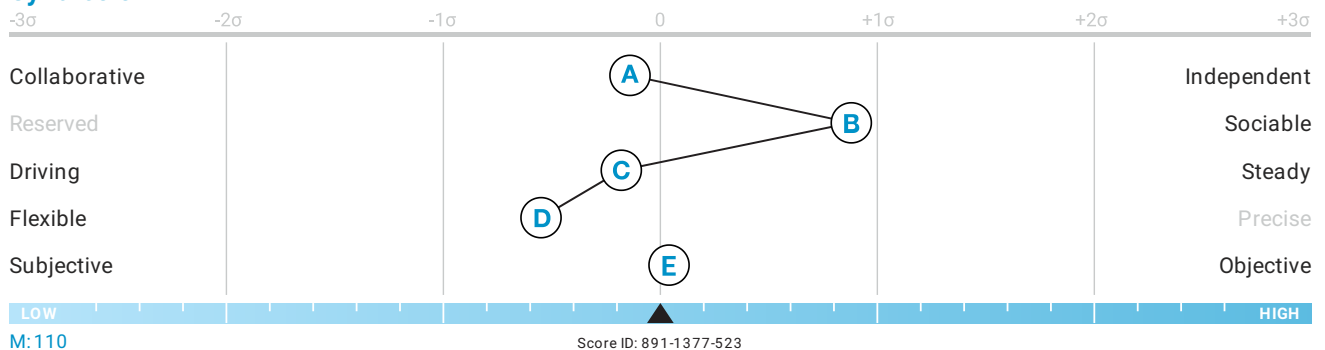 -3σ -2σ -1σ 0 +1σ +2σ +3σ
Collaborative A Independent
Reserved B Sociable
Driving C Steady
Flexible D Precise
Subjective E Objective
LOW HIGH
M:110 Score ID: 891-1377-523